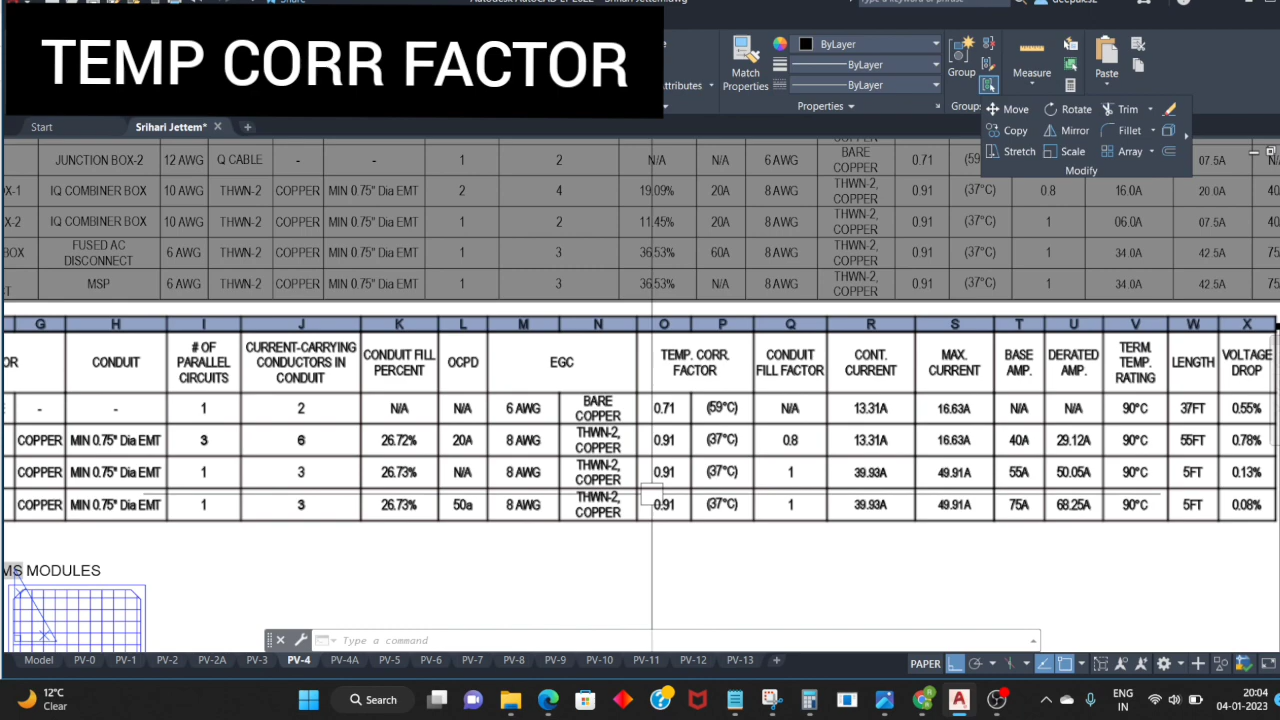 TEMP CORR FACTOR
Match
Properties
ByLayer
ByLayer
ByLayer
Properties
Group
Measure
Paste
Attributes
Move Rotate Trim
Copy Mirror Fillet
Stretch Scale Array
Modify
Start Srihari Jettem*
JUNCTION BOX-2 12 AWG Q CABLE - - 1 2 N/A N/A 6 AWG BARE COPPER 0.71
IQ COMBINER BOX 10 AWG THWN-2 COPPER MIN 0.75" Dia EMT 2 4 19.09% 20A 8 AWG THWN-2, COPPER 0.91 (37°C) 0.8 16.0A 20.0A
IQ COMBINER BOX 10 AWG THWN-2 COPPER MIN 0.75" Dia EMT 1 2 11.45% 20A 8 AWG THWN-2, COPPER 0.91 (37°C) 1 06.0A 07.5A
BOX FUSED AC DISCONNECT 6 AWG THWN-2 COPPER MIN 0.75" Dia EMT 1 3 36.53% 60A 8 AWG THWN-2, COPPER 0.91 (37°C) 1 34.0A 42.5A
MSP 6 AWG THWN-2 COPPER MIN 0.75" Dia EMT 1 3 36.53% N/A 8 AWG THWN-2, COPPER 0.91 (37°C) 1 34.0A 42.5A
G H I J K L M N O P Q R S T U V W X
CONDUIT # OF PARALLEL CIRCUITS CURRENT-CARRYING CONDUCTORS IN CONDUIT CONDUIT FILL PERCENT OCPD EGC TEMP. CORR. FACTOR CONDUIT FILL FACTOR CONT. CURRENT MAX. CURRENT BASE AMP. DERATED AMP. TERM. TEMP. RATING LENGTH VOLTAGE DROP
- - 1 2 N/A N/A 6 AWG BARE COPPER 0.71 (59°C) N/A 13.31A 16.63A N/A N/A 90°C 37FT 0.55%
COPPER MIN 0.75" Dia EMT 3 6 26.72% 20A 8 AWG THWN-2, COPPER 0.91 (37°C) 0.8 13.31A 16.63A 40A 29.12A 90°C 55FT 0.78%
COPPER MIN 0.75" Dia EMT 1 3 26.73% N/A 8 AWG THWN-2, COPPER 0.91 (37°C) 1 39.93A 49.91A 55A 50.05A 90°C 5FT 0.13%
COPPER MIN 0.75" Dia EMT 1 3 26.73% 50a 8 AWG THWN-2, COPPER 0.91 (37°C) 1 39.93A 49.91A 75A 68.25A 90°C 5FT 0.08%
MS MODULES
Type a command
Model PV-0 PV-1 PV-2 PV-2A PV-3 PV-4 PV-4A PV-5 PV-6 PV-7 PV-8 PV-9 PV-10 PV-11 PV-12 PV-13 PAPER
12°C
Clear
Search
ENG
IN
20:04
04-01-2023